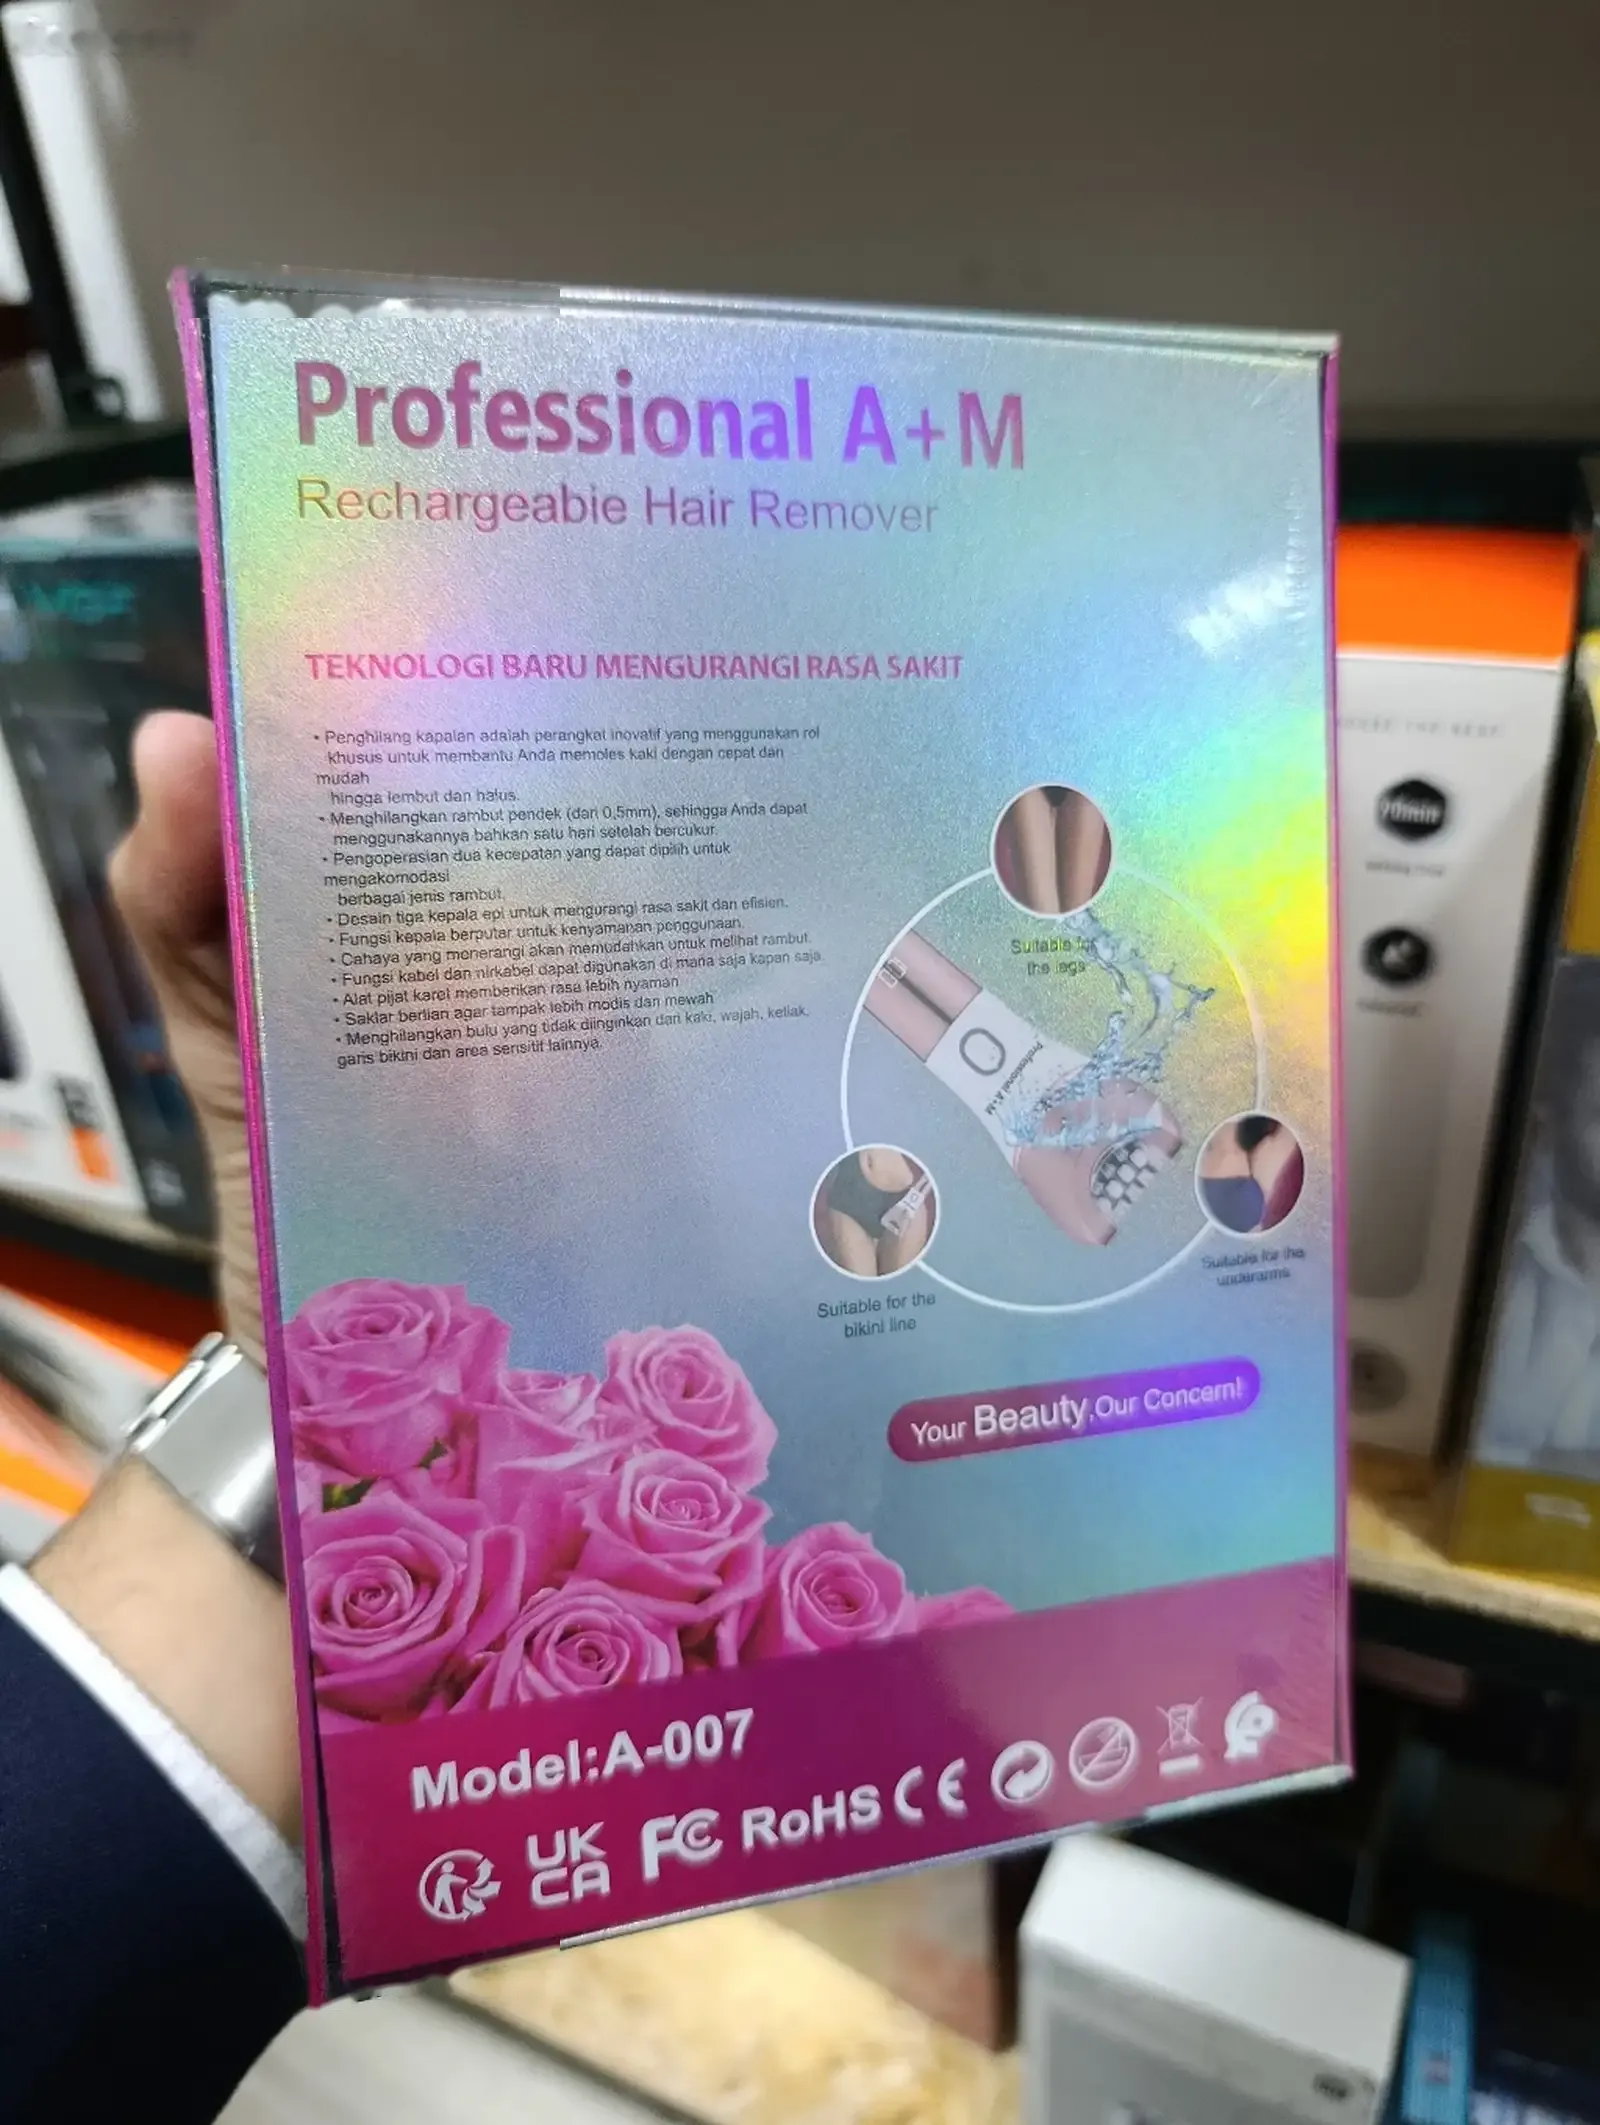 Professional A+M
Rechargeabie Hair Remover
TEKNOLOGI BARU MENGURANGI RASA SAKIT
• Penghilang kapalan adalah perangkat inovatif yang menggunakan rol
khusus untuk membantu Anda memoles kaki dengan cepat dan
mudah
hingga lembut dan halus.
• Menghilangkan rambut pendek (dari 0,5mm), sehingga Anda dapat
menggunakannya bahkan satu hari setelah bercukur.
• Pengoperasian dua kecepatan yang dapat dipilih untuk
mengakomodasi
berbagai jenis rambut.
• Desain tiga kepala epi untuk mengurangi rasa sakit dan efisien.
• Fungsi kepala berputar untuk kenyamanan penggunaan.
• Cahaya yang menerangi akan memudahkan untuk melihat rambut.
• Fungsi kabel dan nirkabel dapat digunakan di mana saja kapan saja.
• Alat pijat karet memberikan rasa lebih nyaman
• Saklar berlian agar tampak lebih modis dan mewah
• Menghilangkan bulu yang tidak diinginkan dari kaki, wajah, ketiak,
garis bikini dan area sensitif lainnya.
Suitable for
the legs
Professional A+M
Suitable for the
underarms
Suitable for the
bikini line
Your Beauty,Our Concern!
Model:A-007
UK
CA
FC
RoHS
CE
70min